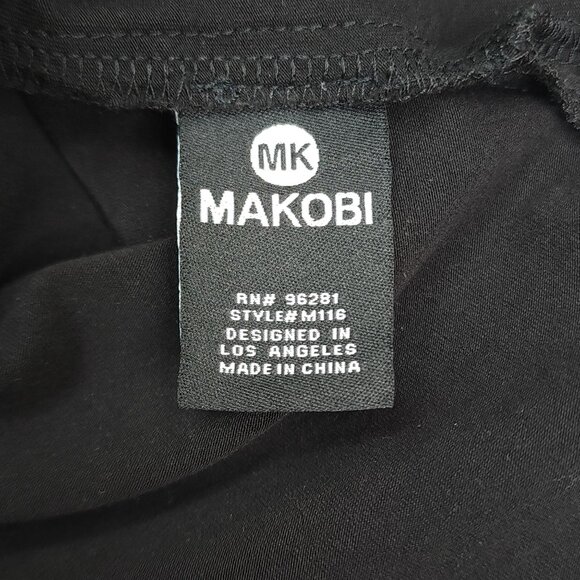 MK
MAKOBI
RN# 96281
STYLE# M116
DESIGNED IN
LOS ANGELES
MADE IN CHINA